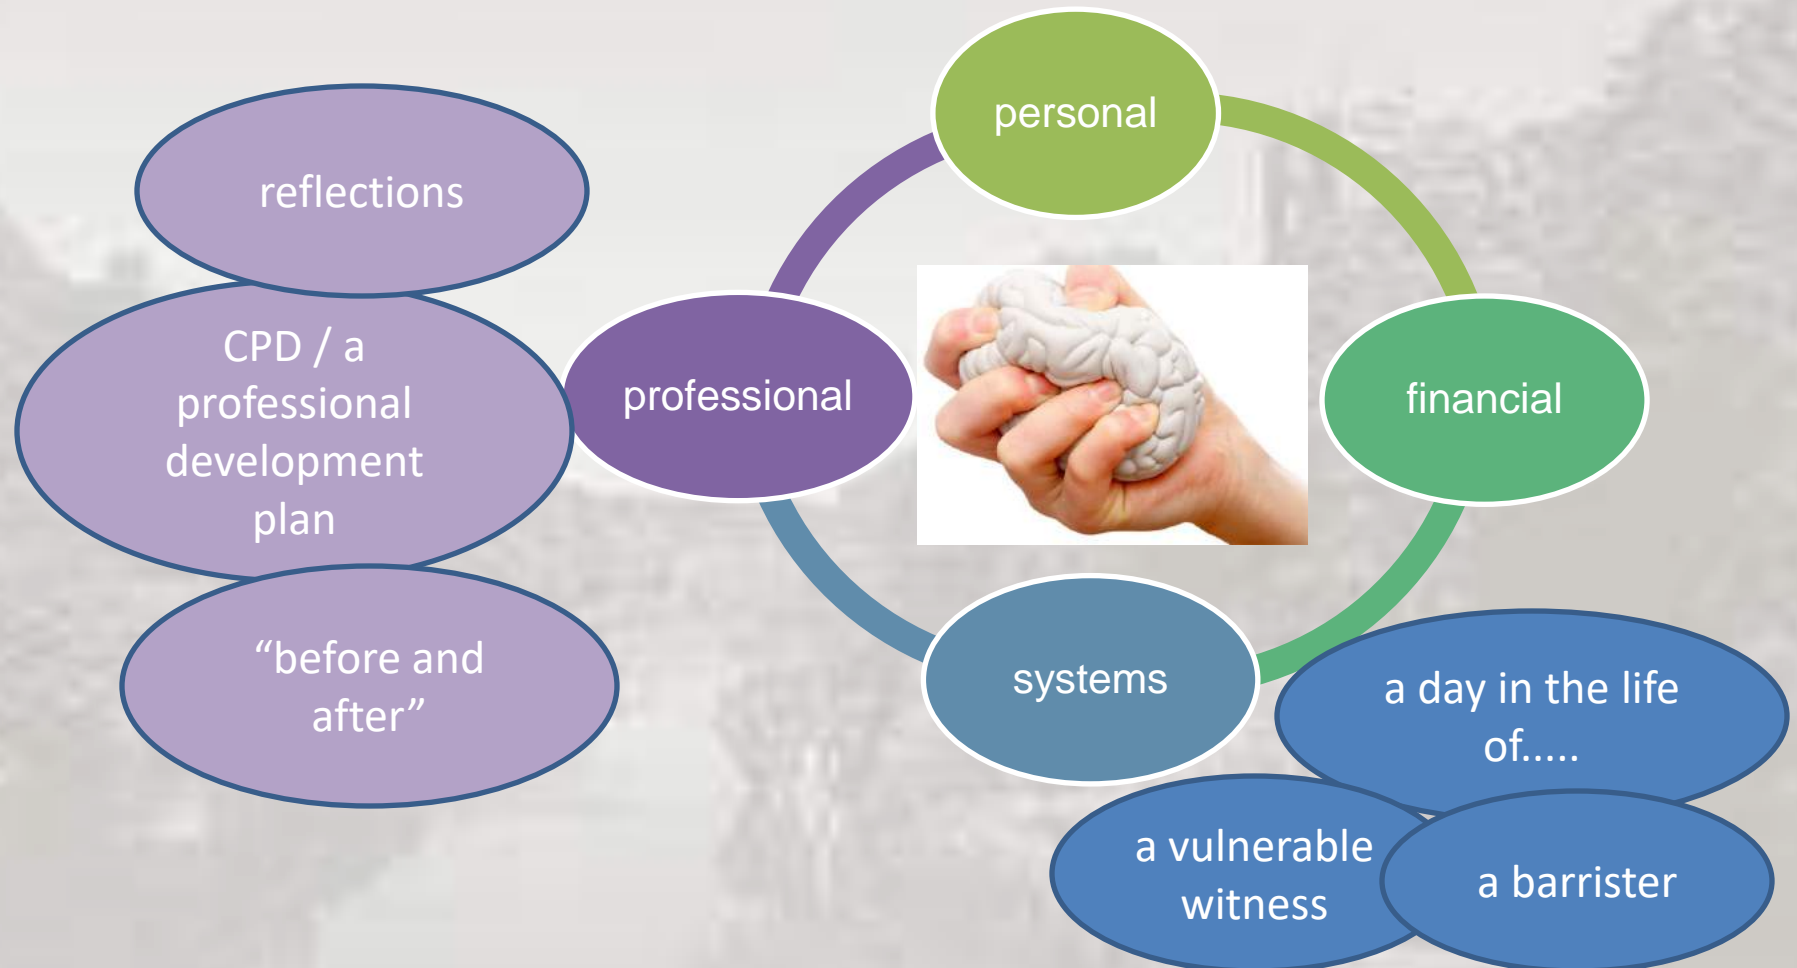 personal
reflections
CPD / a
professional
development
plan
professional
financial
“before and
after”
systems
a day in the life
of.....
a vulnerable
witness
a barrister